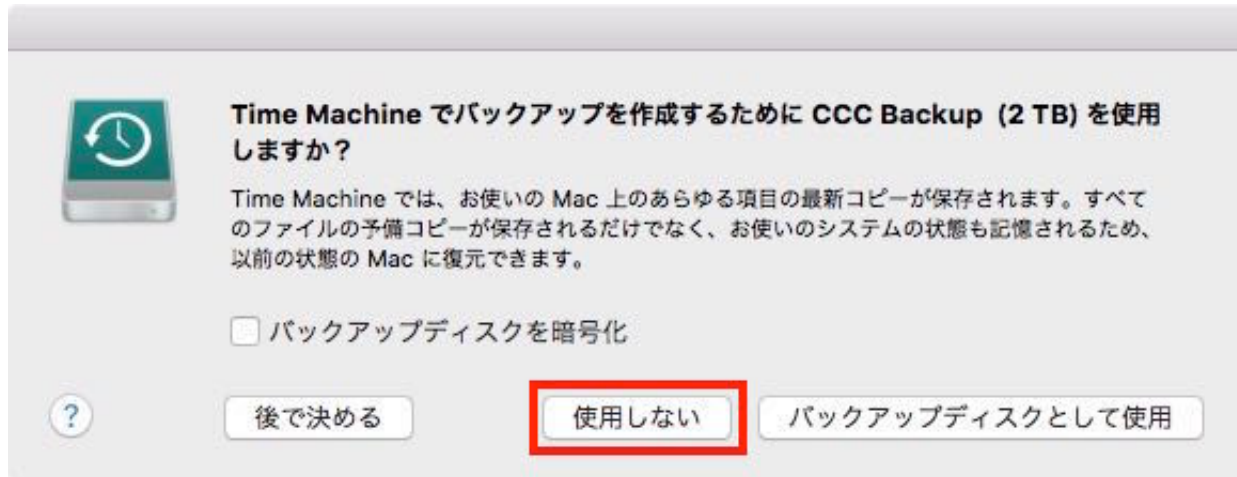 Time Machine でバックアップを作成するために CCC Backup (2 TB) を使用
しますか？
Time Machine では、お使いの Mac 上のあらゆる項目の最新コピーが保存されます。すべて
のファイルの予備コピーが保存されるだけでなく、お使いのシステムの状態も記憶されるため、
以前の状態の Mac に復元できます。
バックアップディスクを暗号化
? 後で決める 使用しない バックアップディスクとして使用